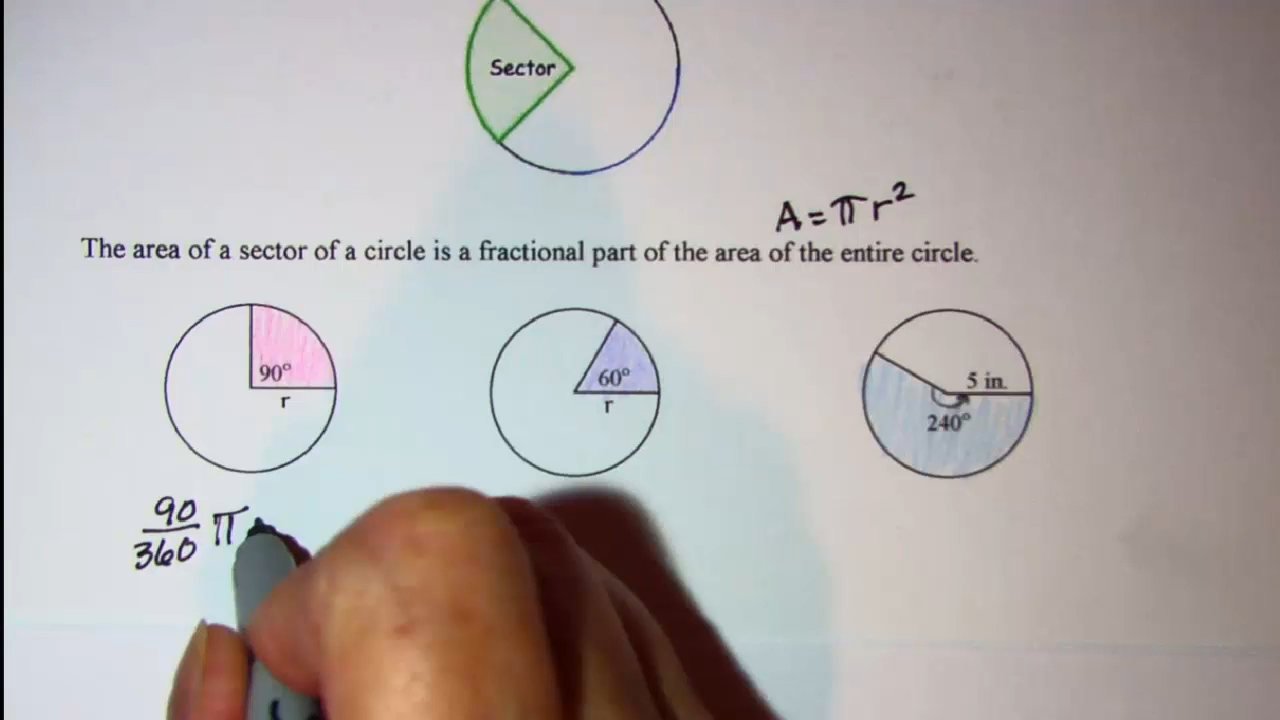 Sector
A = πr²
The area of a sector of a circle is a fractional part of the area of the entire circle.
90°
r
60°
r
5 in.
240°
90
360 π